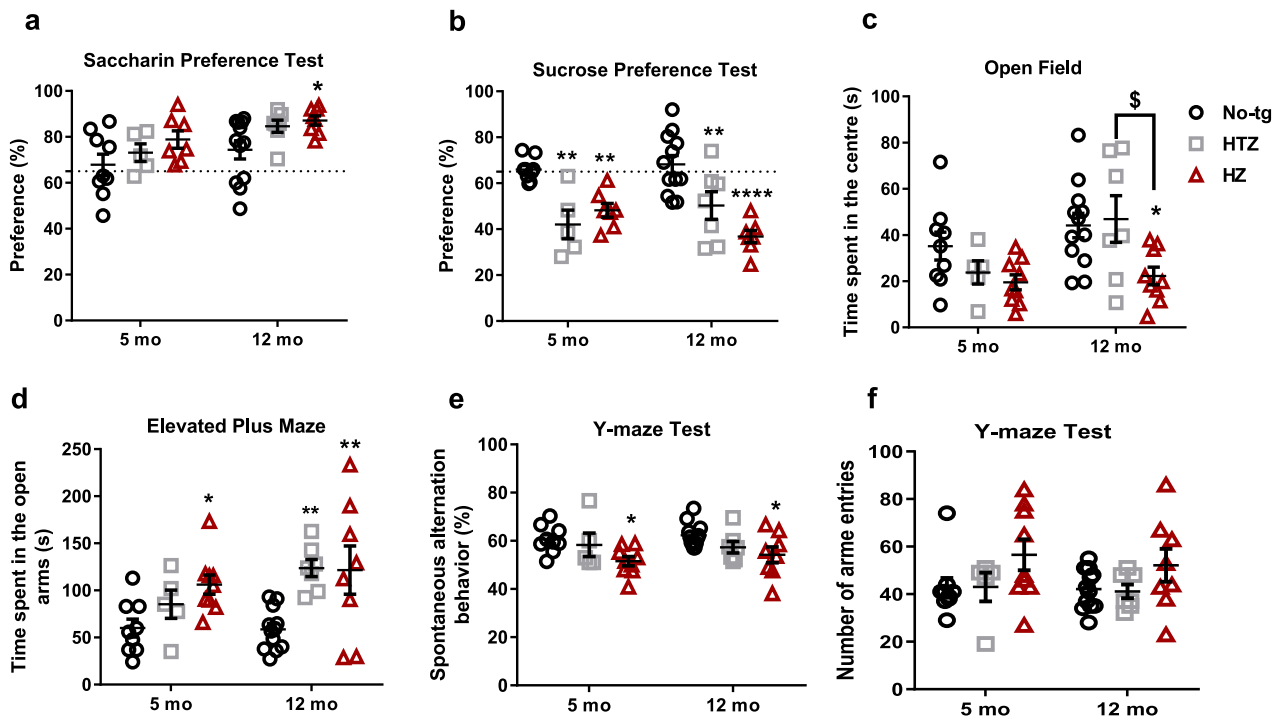 a
Saccharin Preference Test
Preference (%)
100
80
60
40
20
0
*
5 mo
12 mo
b
Sucrose Preference Test
Preference (%)
100
80
60
40
20
0
**
**
**
****
5 mo
12 mo
c
Open Field
Time spent in the centre (s)
100
80
60
40
20
0
$
*
5 mo
12 mo
No-tg
HTZ
HZ
d
Elevated Plus Maze
Time spent in the open
arms (s)
250
200
150
100
50
0
*
**
**
5 mo
12 mo
e
Y-maze Test
Spontaneous alternation
behavior (%)
100
80
60
40
20
0
*
*
5 mo
12 mo
f
Y-maze Test
Number of arme entries
100
80
60
40
20
0
5 mo
12 mo